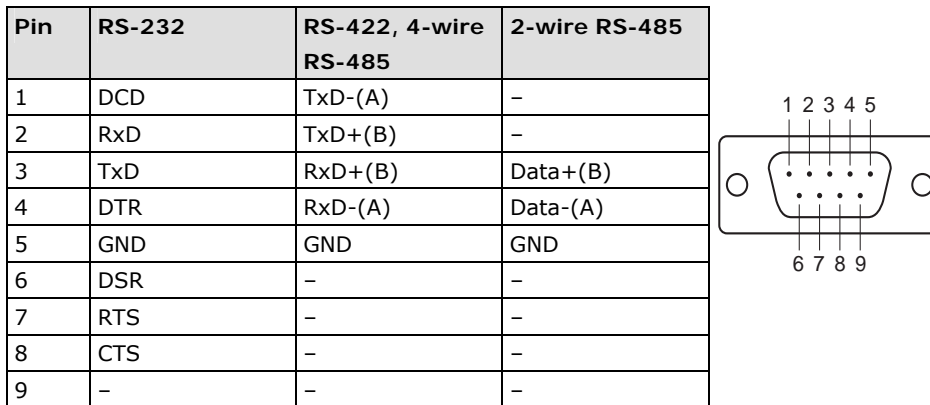 Pin RS-232 RS-422, 4-wire RS-485 2-wire RS-485
1 DCD TxD-(A) –
2 RxD TxD+(B) –
3 TxD RxD+(B) Data+(B)
4 DTR RxD-(A) Data-(A)
5 GND GND GND
6 DSR – –
7 RTS – –
8 CTS – –
9 – – –
1 2 3 4 5
6 7 8 9